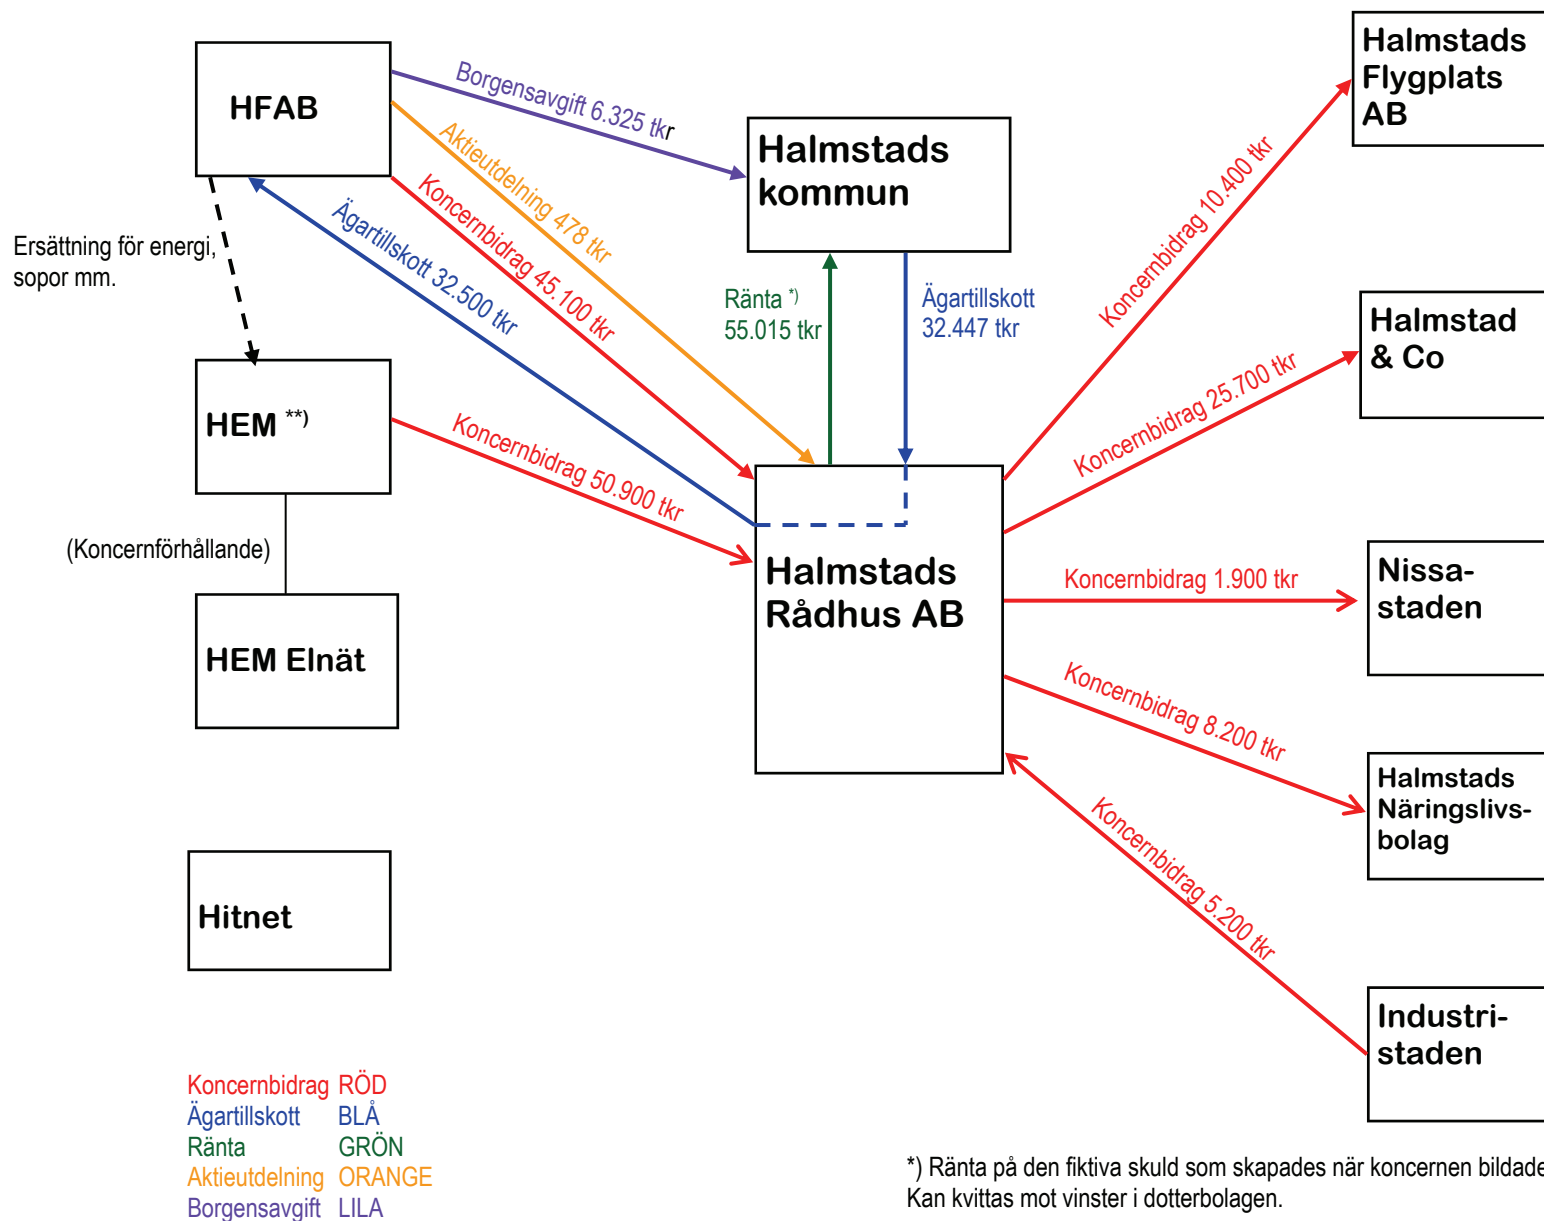 HFAB
Borgensavgift 6.325 tkr
Aktieutdelning 478 tkr
Koncernbidrag 45.100 tkr
Ägartillskott 32.500 tkr
Ersättning för energi,
sopor mm.
HEM **)
Koncernbidrag 50.900 tkr
(Koncernförhållande)
HEM Elnät
Hitnet
Halmstads
kommun
Ränta *)
55.015 tkr
Ägartillskott
32.447 tkr
Halmstads
Rådhus AB
Koncernbidrag 10.400 tkr
Koncernbidrag 25.700 tkr
Koncernbidrag 1.900 tkr
Koncernbidrag 8.200 tkr
Koncernbidrag 5.200 tkr
Halmstads
Flygplats
AB
Halmstad
& Co
Nissa-
staden
Halmstads
Näringslivs-
bolag
Industri-
staden
Koncernbidrag RÖD
Ägartillskott BLÅ
Ränta GRÖN
Aktieutdelning ORANGE
Borgensavgift LILA
*) Ränta på den fiktiva skuld som skapades när koncernen bildade
Kan kvittas mot vinster i dotterbolagen.